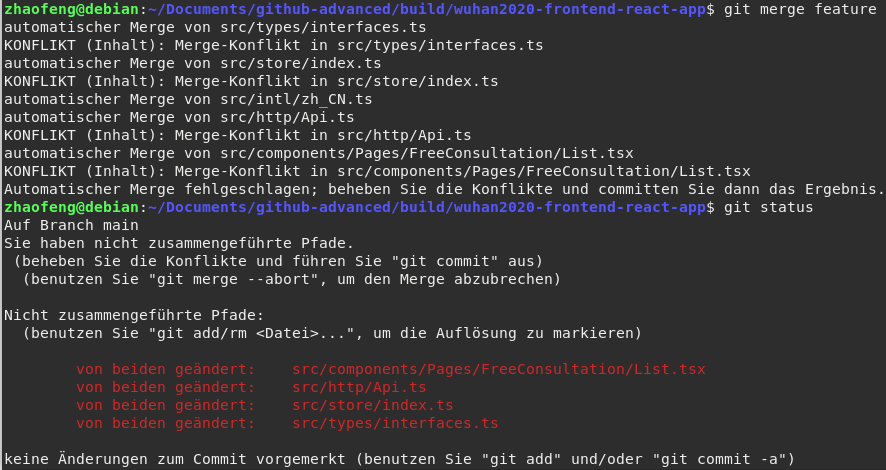 zhaofeng@debian:~/Documents/github-advanced/build/wuhan2020-frontend-react-app$ git merge feature
automatischer Merge von src/types/interfaces.ts
KONFLIKT (Inhalt): Merge-Konflikt in src/types/interfaces.ts
automatischer Merge von src/store/index.ts
KONFLIKT (Inhalt): Merge-Konflikt in src/store/index.ts
automatischer Merge von src/intl/zh_CN.ts
automatischer Merge von src/http/Api.ts
KONFLIKT (Inhalt): Merge-Konflikt in src/http/Api.ts
automatischer Merge von src/components/Pages/FreeConsultation/List.tsx
KONFLIKT (Inhalt): Merge-Konflikt in src/components/Pages/FreeConsultation/List.tsx
Automatischer Merge fehlgeschlagen; beheben Sie die Konflikte und committen Sie dann das Ergebnis.
zhaofeng@debian:~/Documents/github-advanced/build/wuhan2020-frontend-react-app$ git status
Auf Branch main
Sie haben nicht zusammengeführte Pfade.
 (beheben Sie die Konflikte und führen Sie "git commit" aus)
  (benutzen Sie "git merge --abort", um den Merge abzubrechen)

Nicht zusammengeführte Pfade:
  (benutzen Sie "git add/rm <Datei>...", um die Auflösung zu markieren)

        von beiden geändert:    src/components/Pages/FreeConsultation/List.tsx
        von beiden geändert:    src/http/Api.ts
        von beiden geändert:    src/store/index.ts
        von beiden geändert:    src/types/interfaces.ts

keine Änderungen zum Commit vorgemerkt (benutzen Sie "git add" und/oder "git commit -a")